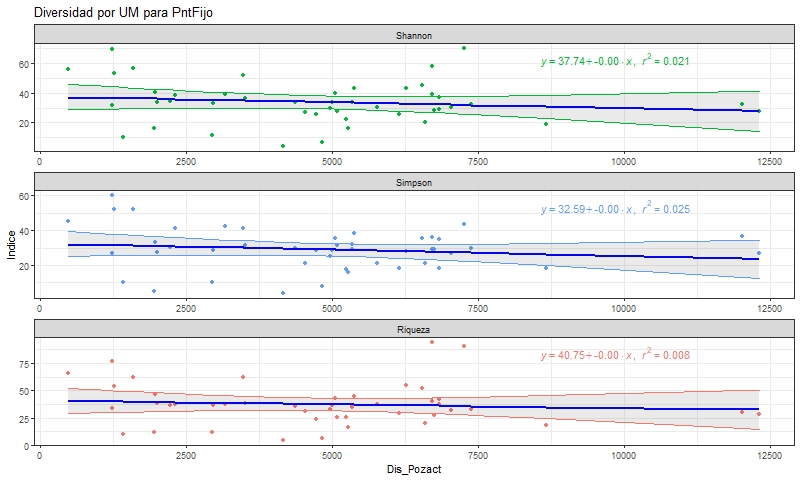 Diversidad por UM para PntFijo
Shannon
y = 37.74+-0.00 · x,  r² = 0.021
60
40
20
0 2500 5000 7500 10000 12500
Simpson
y = 32.59+-0.00 · x,  r² = 0.025
60
40
20
0 2500 5000 7500 10000 12500
Riqueza
y = 40.75+-0.00 · x,  r² = 0.008
75
50
25
0
0 2500 5000 7500 10000 12500
Indice
Dis_Pozact